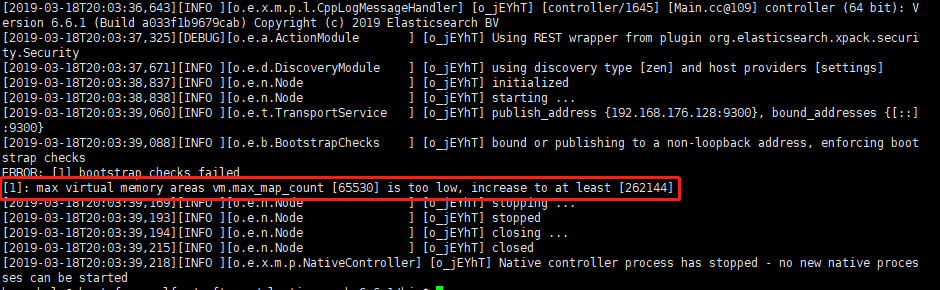 [2019-03-18T20:03:36,643][INFO ][o.e.x.m.p.l.CppLogMessageHandler] [o_jEYhT] [controller/1645] [Main.cc@109] controller (64 bit): V
ersion 6.6.1 (Build a033f1b9679cab) Copyright (c) 2019 Elasticsearch BV
[2019-03-18T20:03:37,325][DEBUG][o.e.a.ActionModule       ] [o_jEYhT] Using REST wrapper from plugin org.elasticsearch.xpack.securi
ty.Security
[2019-03-18T20:03:37,671][INFO ][o.e.d.DiscoveryModule    ] [o_jEYhT] using discovery type [zen] and host providers [settings]
[2019-03-18T20:03:38,837][INFO ][o.e.n.Node               ] [o_jEYhT] initialized
[2019-03-18T20:03:38,838][INFO ][o.e.n.Node               ] [o_jEYhT] starting ...
[2019-03-18T20:03:39,060][INFO ][o.e.t.TransportService   ] [o_jEYhT] publish_address {192.168.176.128:9300}, bound_addresses {[::]
:9300}
[2019-03-18T20:03:39,088][INFO ][o.e.b.BootstrapChecks    ] [o_jEYhT] bound or publishing to a non-loopback address, enforcing boot
strap checks
ERROR: [1] bootstrap checks failed
[1]: max virtual memory areas vm.max_map_count [65530] is too low, increase to at least [262144]
[2019-03-18T20:03:39,169][INFO ][o.e.n.Node               ] [o_jEYhT] stopping ...
[2019-03-18T20:03:39,193][INFO ][o.e.n.Node               ] [o_jEYhT] stopped
[2019-03-18T20:03:39,194][INFO ][o.e.n.Node               ] [o_jEYhT] closing ...
[2019-03-18T20:03:39,215][INFO ][o.e.n.Node               ] [o_jEYhT] closed
[2019-03-18T20:03:39,218][INFO ][o.e.x.m.p.NativeController] [o_jEYhT] Native controller process has stopped - no new native proces
ses can be started